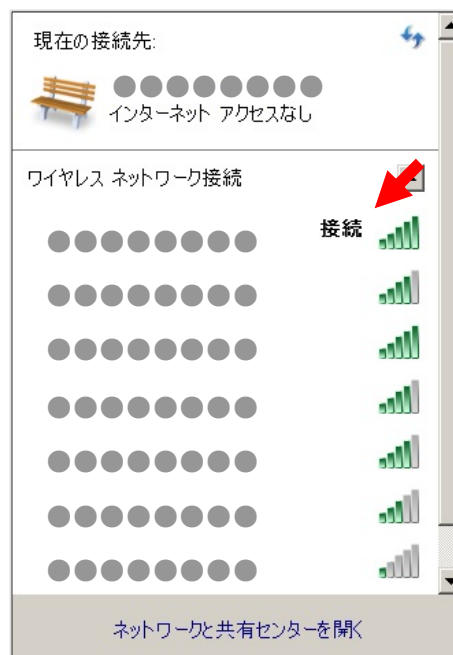 現在の接続先:
●●●●●●●●
インターネット アクセスなし
ワイヤレス ネットワーク接続
●●●●●●●● 接続
●●●●●●●●
●●●●●●●●
●●●●●●●●
●●●●●●●●
●●●●●●●●
●●●●●●●●
ネットワークと共有センターを開く